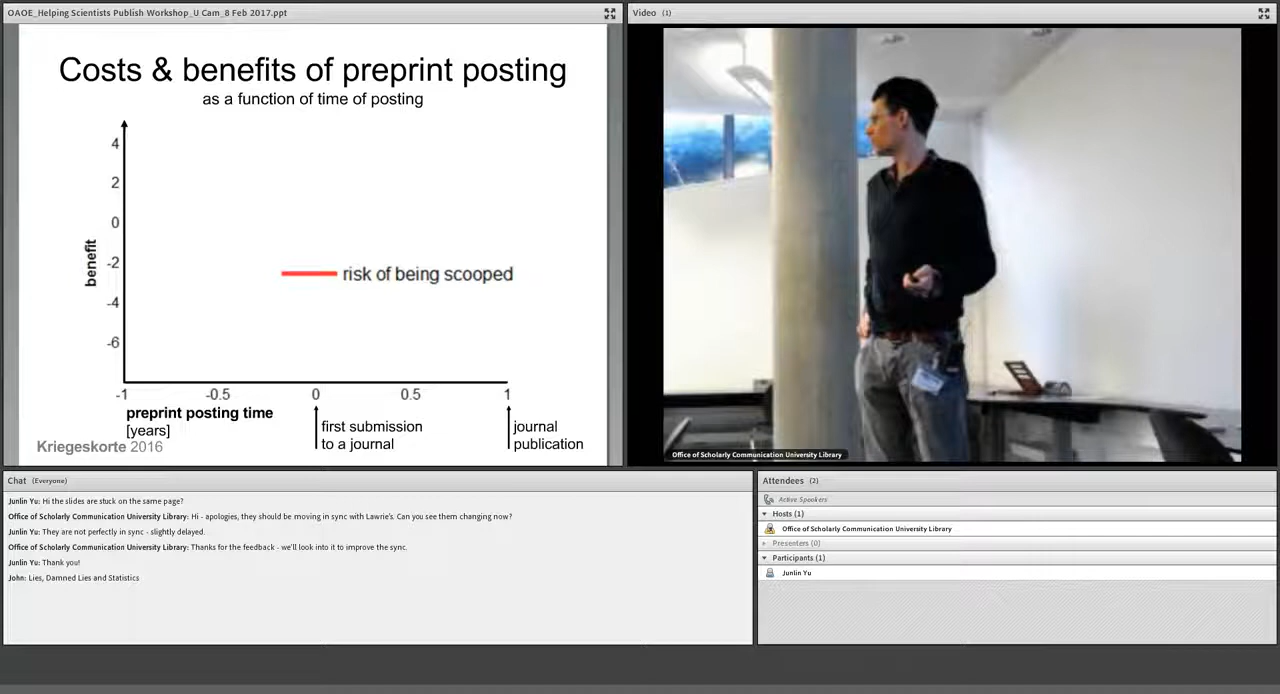 OAOE_Helping Scientists Publish Workshop_U Cam_8 Feb 2017.ppt
Costs & benefits of preprint posting
as a function of time of posting
4
2
0
-2
-4
-6
benefit
risk of being scooped
-1
-0.5
0
0.5
1
preprint posting time
[years]
first submission
to a journal
journal
publication
Kriegeskorte 2016
Video (1)
Office of Scholarly Communication University Library
Chat (Everyone)
Junlin Yu: Hi the slides are stuck on the same page?
Office of Scholarly Communication University Library: Hi - apologies, they should be moving in sync with Lawrie's. Can you see them changing now?
Junlin Yu: They are not perfectly in sync - slightly delayed.
Office of Scholarly Communication University Library: Thanks for the feedback - we'll look into it to improve the sync.
Junlin Yu: Thank you!
John: Lies, Damned Lies and Statistics
Attendees (2)
Active Speakers
Hosts (1)
Office of Scholarly Communication University Library
Presenters (0)
Participants (1)
Junlin Yu